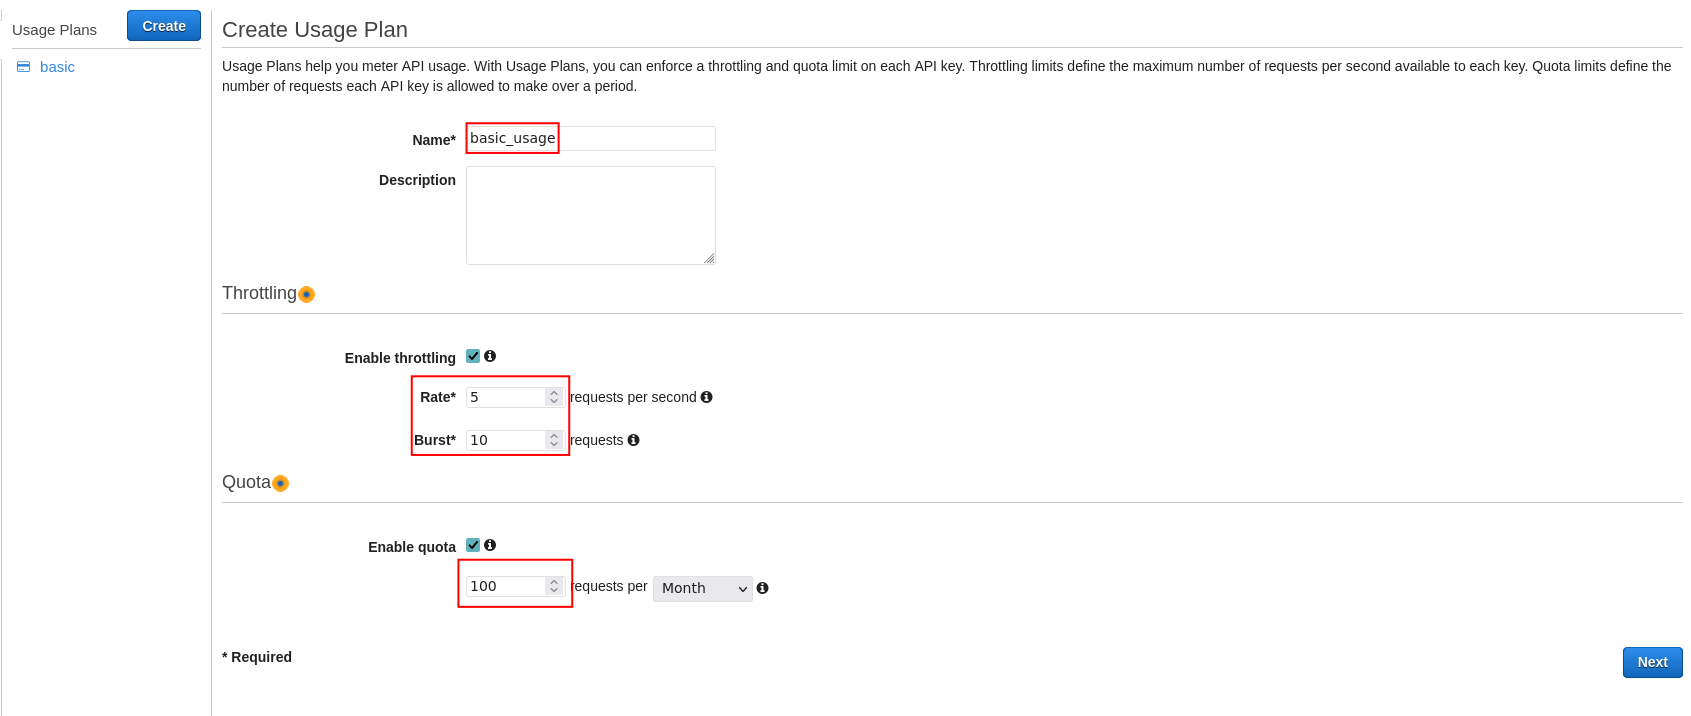 Usage Plans
Create
basic
Create Usage Plan
Usage Plans help you meter API usage. With Usage Plans, you can enforce a throttling and quota limit on each API key. Throttling limits define the maximum number of requests per second available to each key. Quota limits define the
number of requests each API key is allowed to make over a period.
Name* basic_usage
Description
Throttling
Enable throttling
Rate* 5 requests per second
Burst* 10 requests
Quota
Enable quota
100 requests per Month
* Required
Next